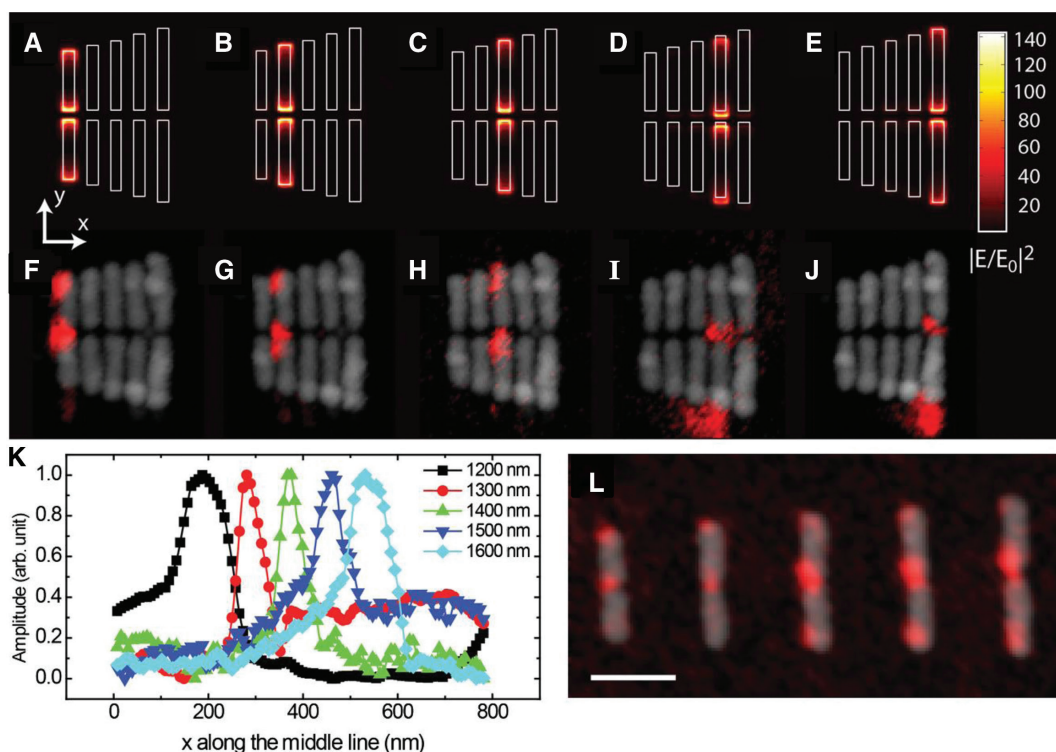 A B C D E
140
120
100
80
60
40
20
y
x
|E/E₀|²
F G H I J
K
1.0
0.8
0.6
0.4
0.2
0.0
Amplitude (arb. unit)
1200 nm
1300 nm
1400 nm
1500 nm
1600 nm
0 200 400 600 800
x along the middle line (nm)
L